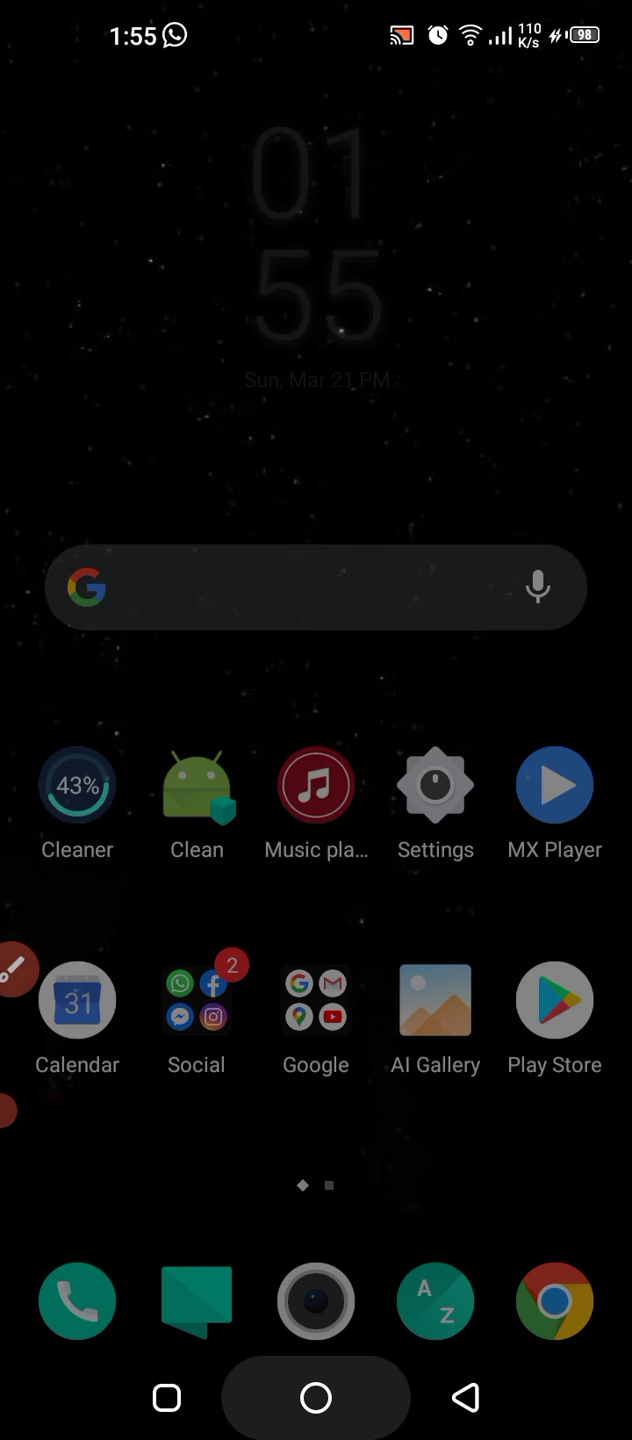 1:55
110
K/s
98
01
55
Sun, Mar 21 PM
43%
Cleaner
Clean
Music pla...
Settings
MX Player
31
2
Calendar
Social
Google
AI Gallery
Play Store
A
Z